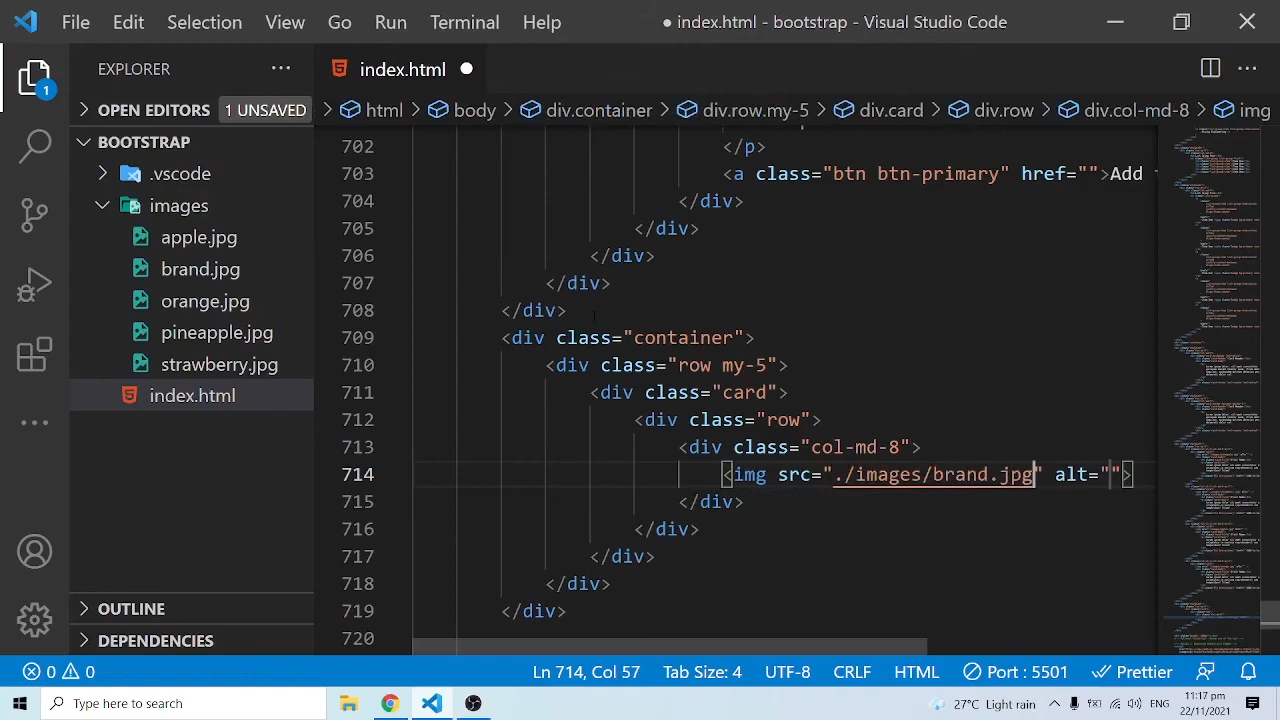 File Edit Selection View Go Run Terminal Help
● index.html - bootstrap - Visual Studio Code
EXPLORER
index.html
OPEN EDITORS 1 UNSAVED
html > body > div.container > div.row.my-5 > div.card > div.row > div.col-md-8 > img
BOOTSTRAP
.vscode
images
apple.jpg
brand.jpg
orange.jpg
pineapple.jpg
index.html
OUTLINE
DEPENDENCIES
1
702 </p>
703 <a class="btn btn-primary" href="">Add
704 </div>
705 </div>
706 </div>
707 </div>
708 </div>
709 <div class="container">
710 <div class="row my-5">
711 <div class="card">
712 <div class="row">
713 <div class="col-md-8">
714 <img src="./images/brand.jpg" alt="">
715 </div>
716 </div>
717 </div>
718 </div>
719 </div>
720
0 0 Ln 714, Col 57 Tab Size: 4 UTF-8 CRLF HTML Port : 5501 Prettier
Type here to search
27°C Light rain ENG
11:17 pm
22/11/2021